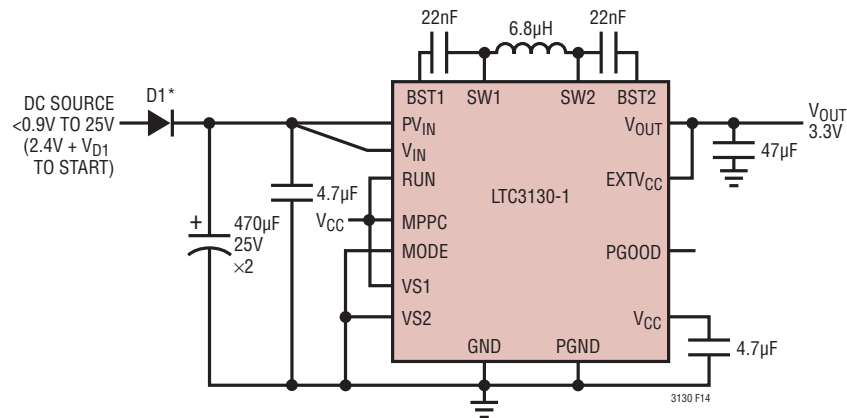 22nF
6.8µH
22nF
DC SOURCE
<0.9V TO 25V
(2.4V + VD1
TO START)
D1*
BST1
SW1
SW2
BST2
PVIN
VIN
RUN
MPPC
MODE
VS1
VS2
LTC3130-1
VOUT
EXTVCC
PGOOD
VCC
GND
PGND
VOUT
3.3V
47µF
4.7µF
VCC
+
470µF
25V
×2
4.7µF
3130 F14